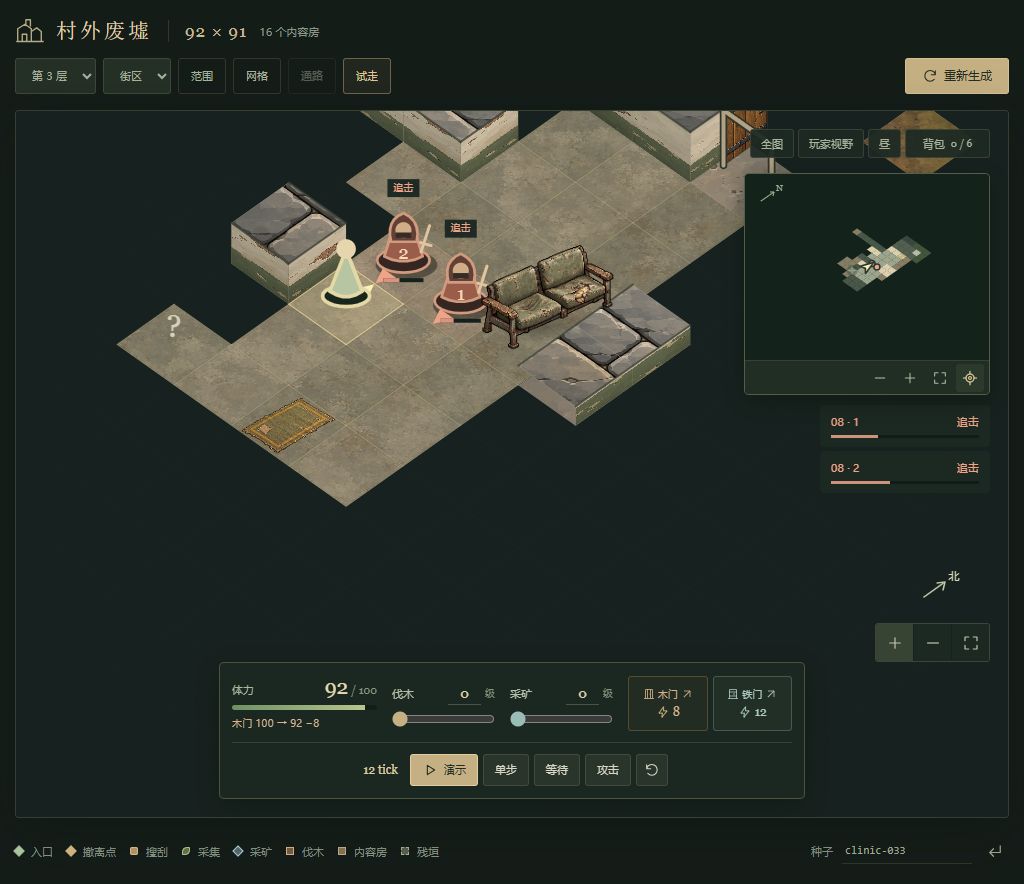 村外废墟 92 × 91 16 个内容房
第 3 层 街区 范围 网格 道路 试走 重新生成
全图 玩家视野 昼 背包 0 / 6
N
追击
追击
2
1
?
08 · 1 追击
08 · 2 追击
北
体力 92 / 100 伐木 0 级 采矿 0 级 木门 铁门
木门 100 → 92 −8 8 12
12 tick 演示 单步 等待 攻击
入口 撤离点 搜刮 采集 采矿 伐木 内容房 残垣 种子 clinic-033